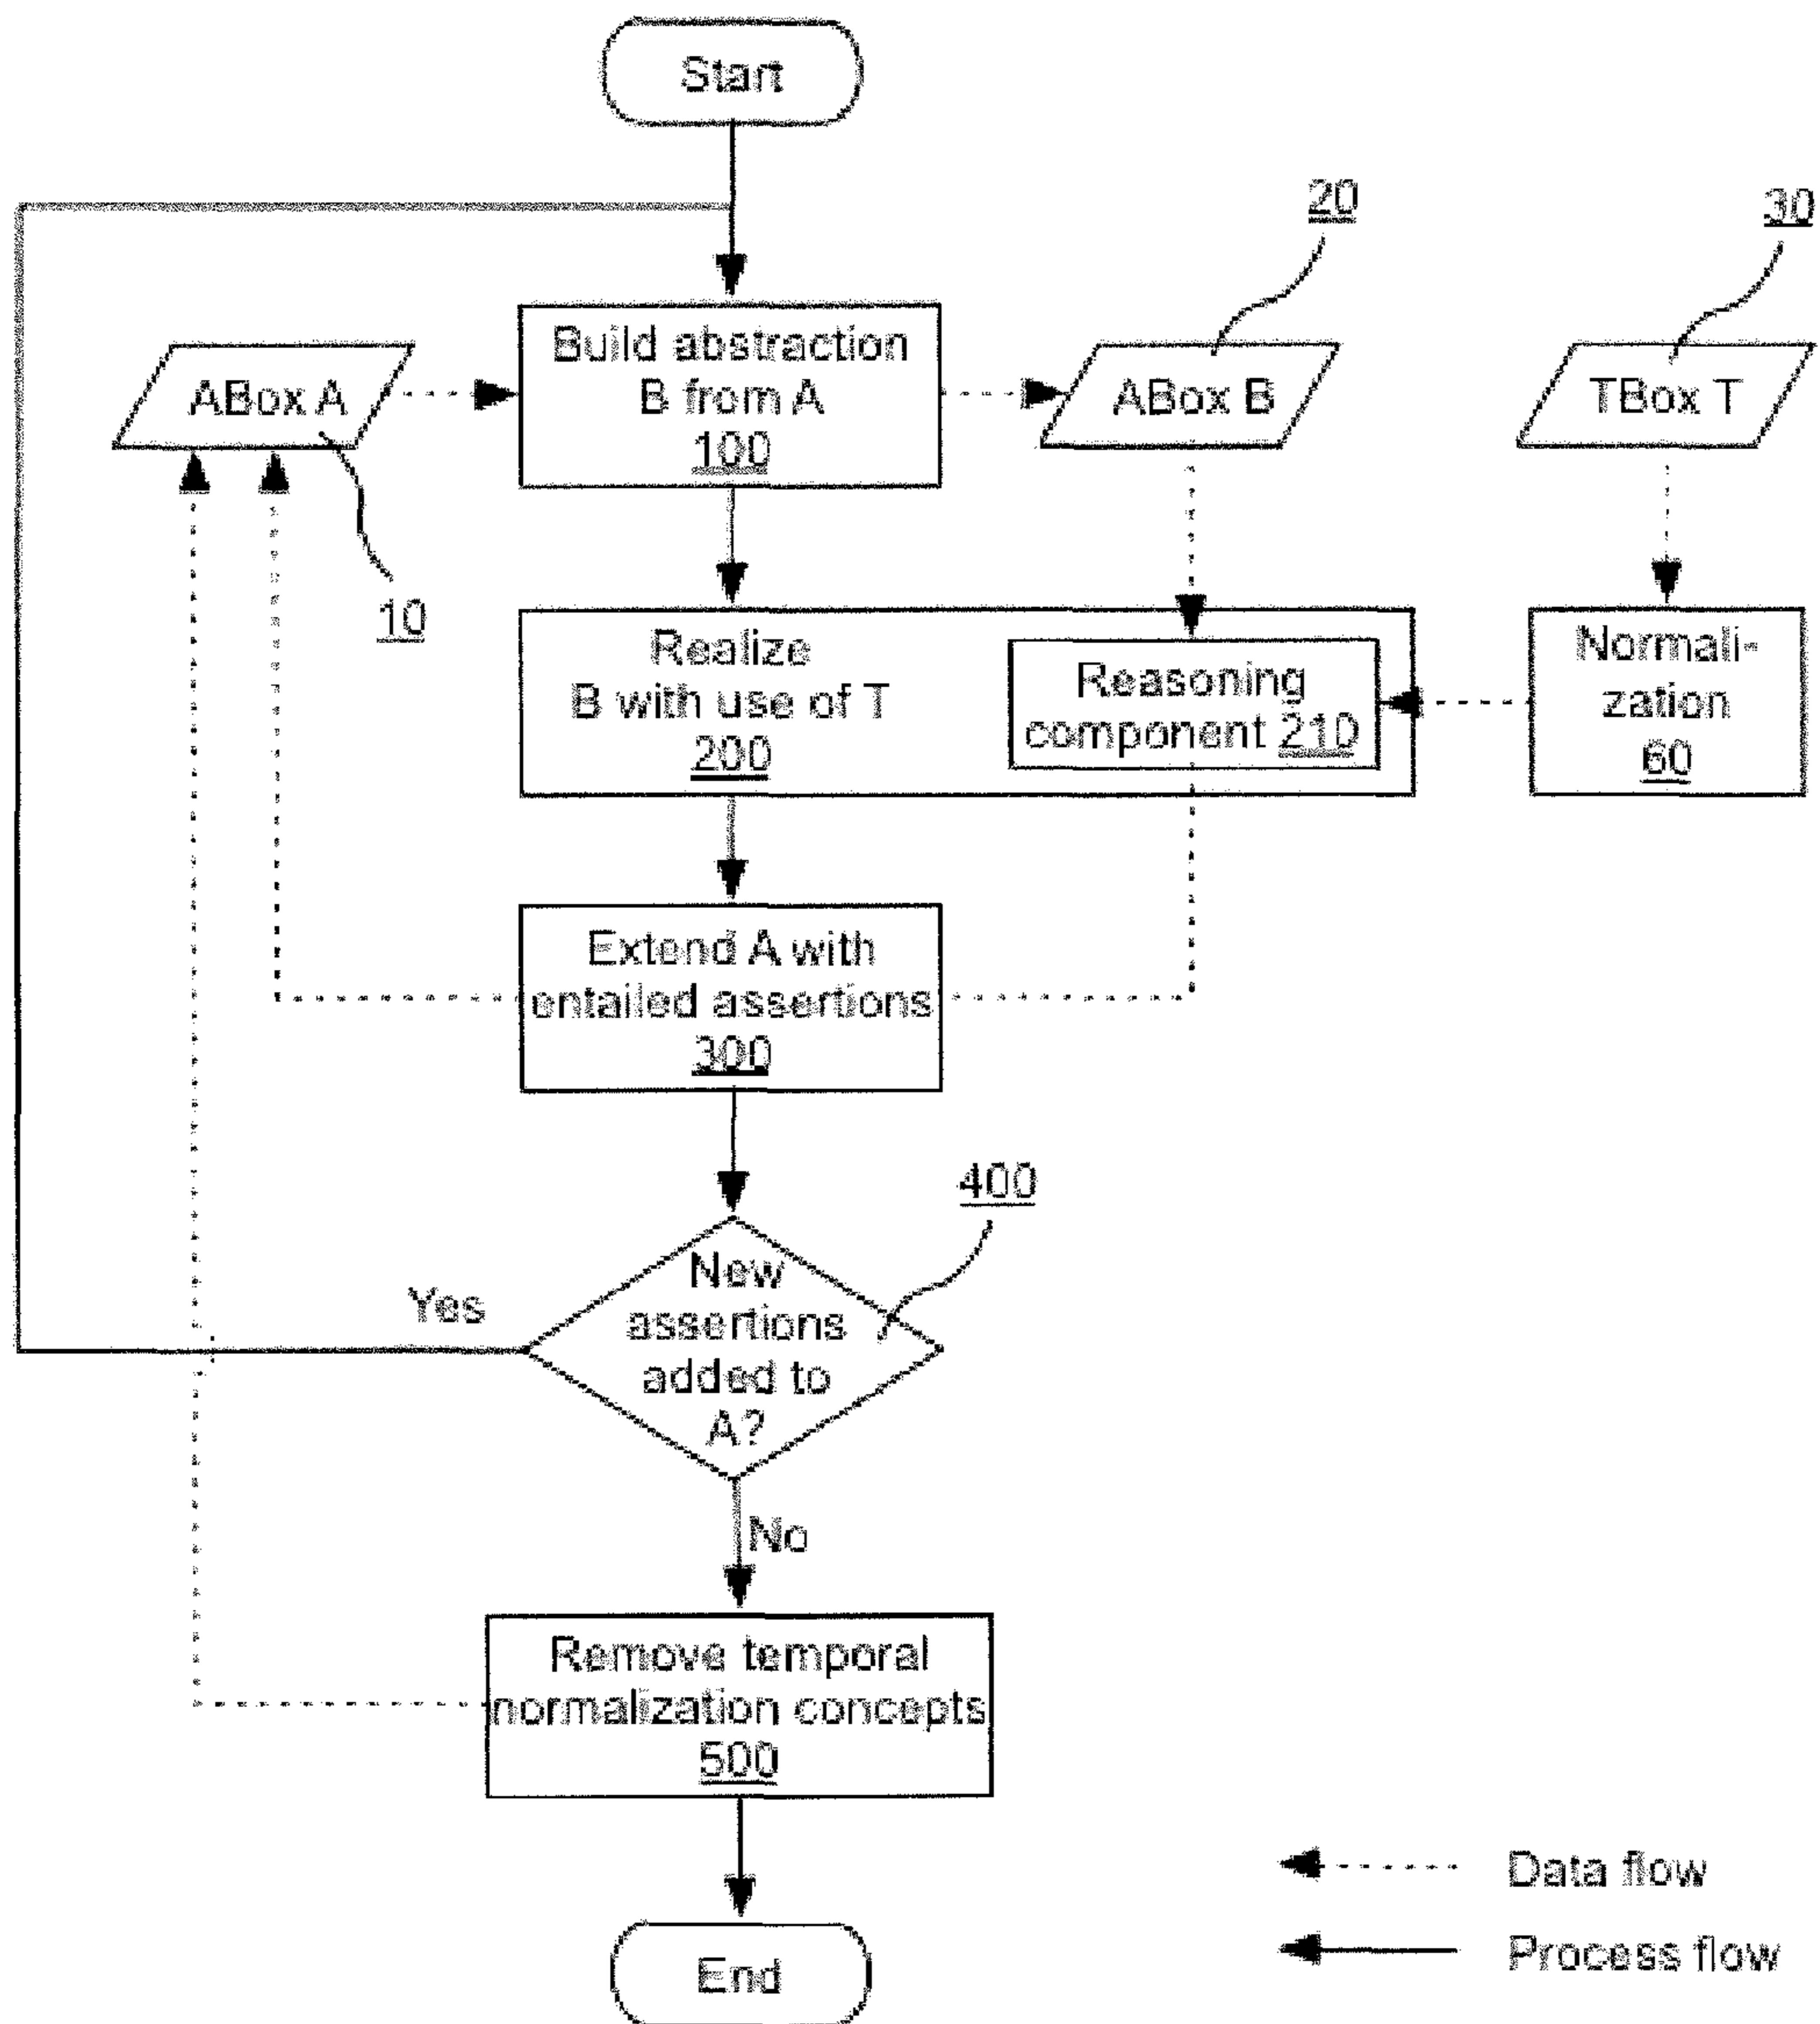 Start
20
30
Build abstraction
B from A
100
ABox A
ABox B
TBox T
10
Realize
B with use of T
200
Reasoning
component 210
Normali-
zation
60
Extend A with
entailed assertions
300
400
New
assertions
added to
A?
Yes
No
Remove temporal
normalization concepts
500
End
Data flow
Process flow